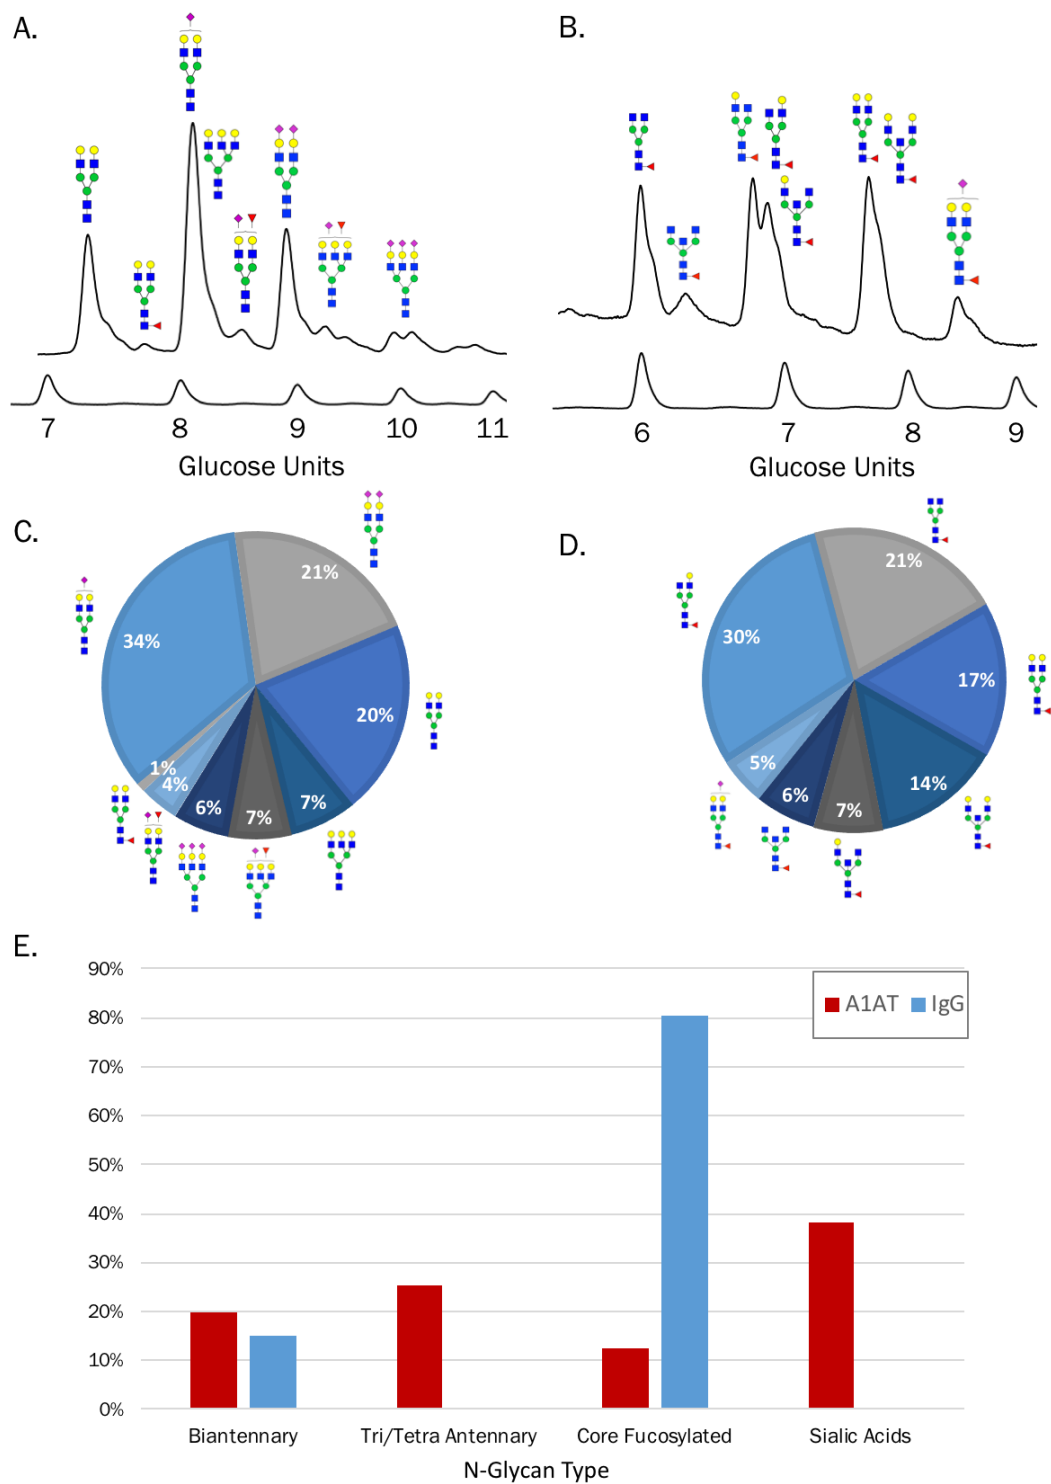 A.
B.
7 8 9 10 11
Glucose Units
6 7 8 9
Glucose Units
C.
21%
34%
20%
1%
4%
6%
7%
7%
D.
21%
30%
17%
5%
6%
7%
14%
E.
90%
80%
70%
60%
50%
40%
30%
20%
10%
0%
A1AT IgG
Biantennary Tri/Tetra Antennary Core Fucosylated Sialic Acids
N-Glycan Type